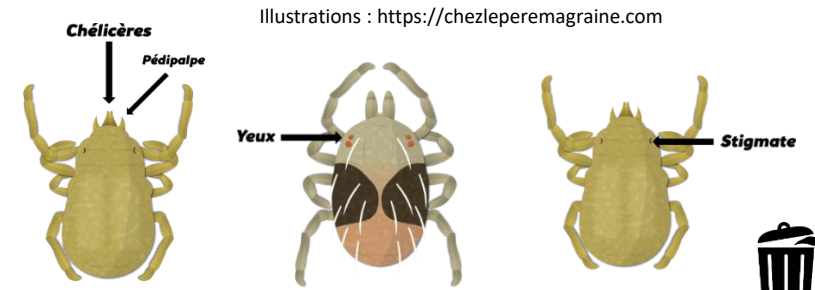 Illustrations : https://chezleperemagraine.com
Chélicères
Pédipalpe
Yeux
Stigmate